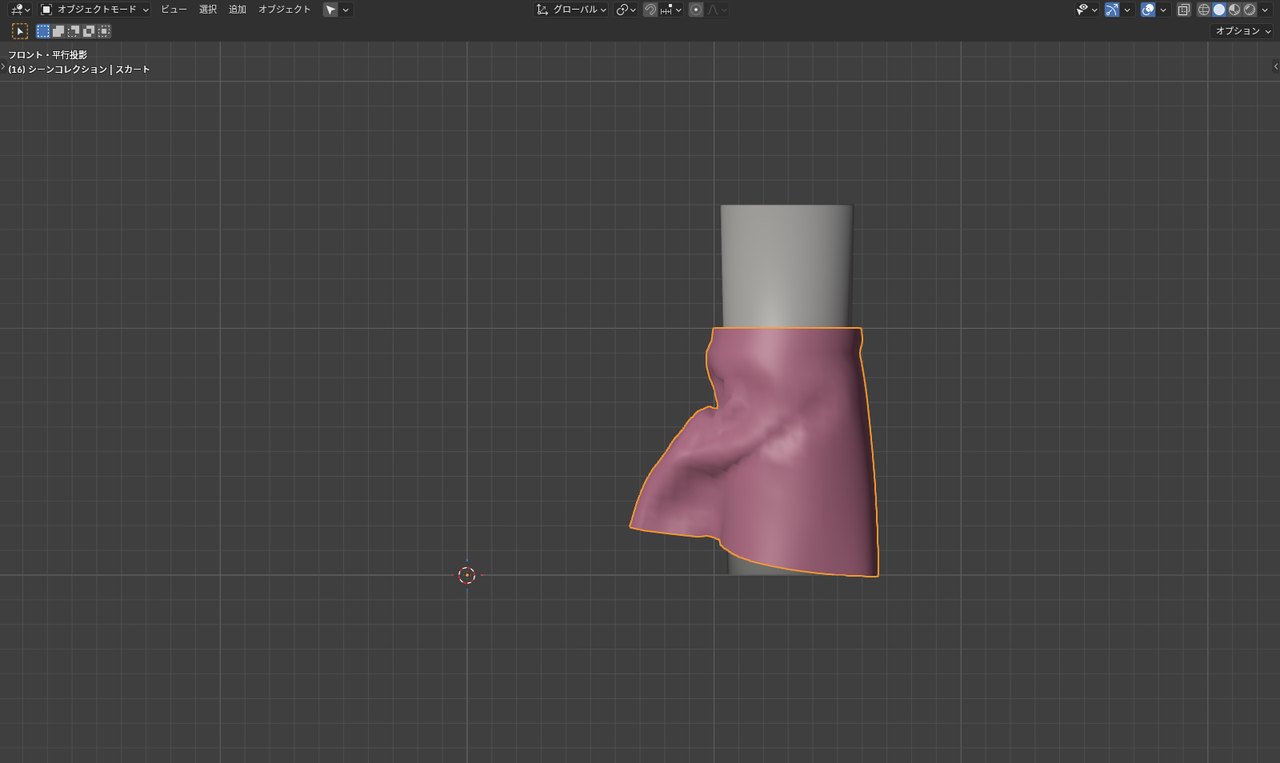 オブジェクトモード ビュー 選択 追加 オブジェクト グローバル
オプション
フロント・平行投影
(16) シーンコレクション | スカート